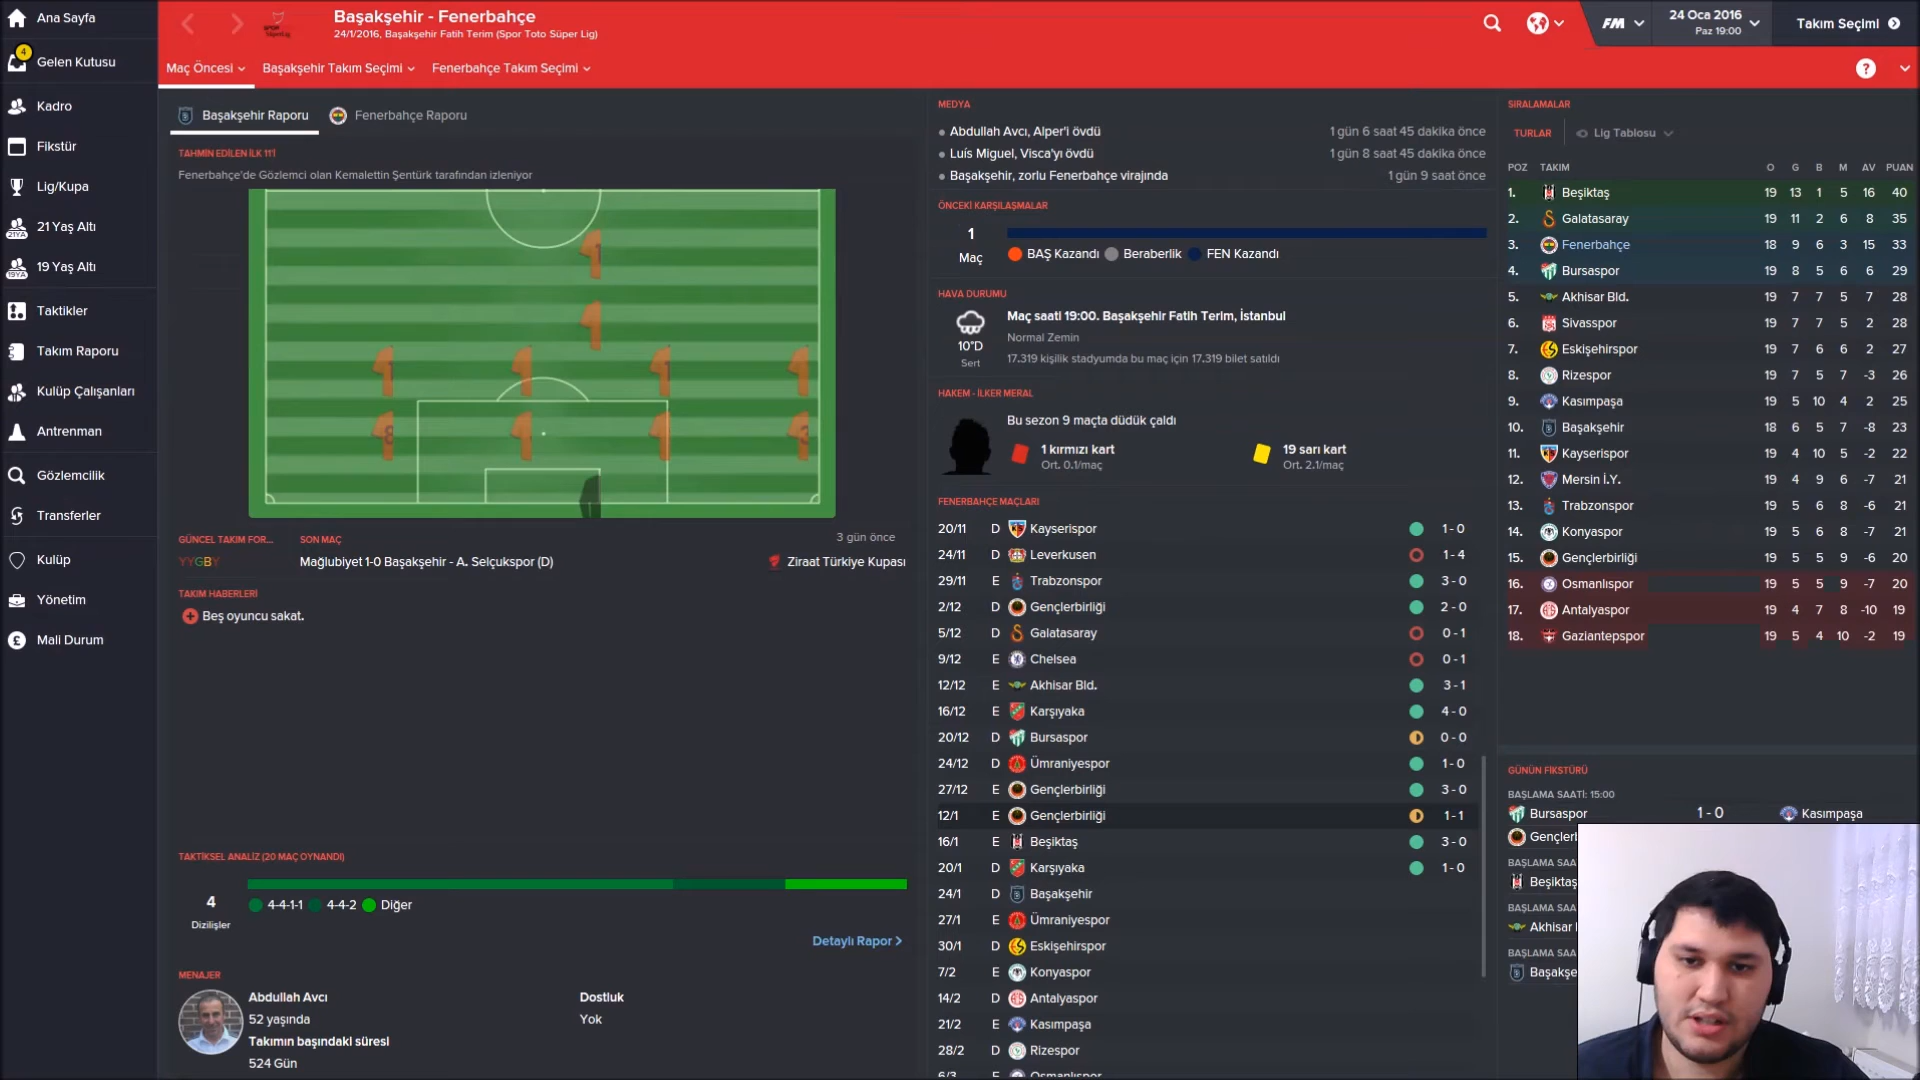 Ana Sayfa
4
Gelen Kutusu
Kadro
Fikstür
Lig/Kupa
21YA
21 Yaş Altı
19YA
19 Yaş Altı
Taktikler
Takım Raporu
Kulüp Çalışanları
Antrenman
Gözlemcilik
Transferler
Kulüp
Yönetim
Mali Durum
Başakşehir - Fenerbahçe
24/1/2016, Başakşehir Fatih Terim (Spor Toto Süper Lig)
FM
24 Oca 2016
Paz 19:00
Takım Seçimi
Maç Öncesi
Başakşehir Takım Seçimi
Fenerbahçe Takım Seçimi
?
Başakşehir Raporu
Fenerbahçe Raporu
TAHMİN EDİLEN İLK 11'İ
Fenerbahçe'de Gözlemci olan Kemalettin Şentürk tarafından izleniyor
GÜNCEL TAKIM FOR...
YYGBY
SON MAÇ
3 gün önce
Mağlubiyet 1-0 Başakşehir - A. Selçukspor (D)
Ziraat Türkiye Kupası
TAKIM HABERLERİ
Beş oyuncu sakat.
TAKTİKSEL ANALİZ (20 MAÇ OYNANDI)
4
Dizilişler
4-4-1-1
4-4-2
Diğer
Detaylı Rapor
MENAJER
Abdullah Avcı
52 yaşında
Takımın başındaki süresi
524 Gün
Dostluk
Yok
MEDYA
Abdullah Avcı, Alper'i övdü 1 gün 6 saat 45 dakika önce
Luís Miguel, Visca'yı övdü 1 gün 8 saat 45 dakika önce
Başakşehir, zorlu Fenerbahçe virajında 1 gün 9 saat önce
ÖNCEKİ KARŞILAŞMALAR
1
Maç
BAŞ Kazandı
Beraberlik
FEN Kazandı
HAVA DURUMU
10°D
Sert
Maç saati 19:00. Başakşehir Fatih Terim, İstanbul
Normal Zemin
17.319 kişilik stadyumda bu maç için 17.319 bilet satıldı
HAKEM - İLKER MERAL
Bu sezon 9 maçta düdük çaldı
1 kırmızı kart
Ort. 0.1/maç
19 sarı kart
Ort. 2.1/maç
FENERBAHÇE MAÇLARI
20/11 D Kayserispor 1 - 0
24/11 D Leverkusen 1 - 4
29/11 E Trabzonspor 3 - 0
2/12 D Gençlerbirliği 2 - 0
5/12 D Galatasaray 0 - 1
9/12 E Chelsea 0 - 1
12/12 E Akhisar Bld. 3 - 1
16/12 E Karşıyaka 4 - 0
20/12 D Bursaspor 0 - 0
24/12 D Ümraniyespor 1 - 0
27/12 E Gençlerbirliği 3 - 0
12/1 E Gençlerbirliği 1 - 1
16/1 E Beşiktaş 3 - 0
20/1 D Karşıyaka 1 - 0
24/1 D Başakşehir
27/1 E Ümraniyespor
30/1 D Eskişehirspor
7/2 E Konyaspor
14/2 D Antalyaspor
21/2 E Kasımpaşa
28/2 D Rizespor
6/3 E Osmanlıspor
SIRALAMALAR
TURLAR
Lig Tablosu
POZ TAKIM O G B M AV PUAN
1. Beşiktaş 19 13 1 5 16 40
2. Galatasaray 19 11 2 6 8 35
3. Fenerbahçe 18 9 6 3 15 33
4. Bursaspor 19 8 5 6 6 29
5. Akhisar Bld. 19 7 7 5 7 28
6. Sivasspor 19 7 7 5 2 28
7. Eskişehirspor 19 7 6 6 2 27
8. Rizespor 19 7 5 7 -3 26
9. Kasımpaşa 19 5 10 4 2 25
10. Başakşehir 18 6 5 7 -8 23
11. Kayserispor 19 4 10 5 -2 22
12. Mersin İ.Y. 19 4 9 6 -7 21
13. Trabzonspor 19 5 6 8 -6 21
14. Konyaspor 19 5 6 8 -7 21
15. Gençlerbirliği 19 5 5 9 -6 20
16. Osmanlıspor 19 5 5 9 -7 20
17. Antalyaspor 19 4 7 8 -10 19
18. Gaziantepspor 19 5 4 10 -2 19
GÜNÜN FİKSTÜRÜ
BAŞLAMA SAATİ: 15:00
Bursaspor 1 - 0 Kasımpaşa
Gençler
BAŞLAMA SAA
Beşiktaş
BAŞLAMA SAA
Akhisar
BAŞLAMA SAA
Başakşe